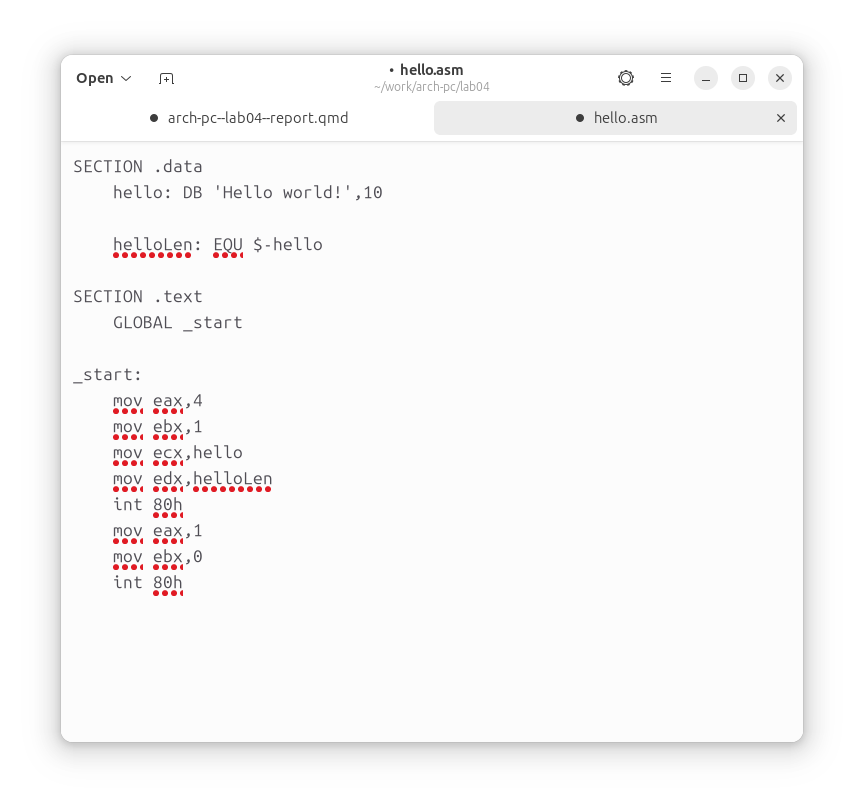 Open
• hello.asm
~/work/arch-pc/lab04
● arch-pc--lab04--report.qmd
● hello.asm
SECTION .data
    hello: DB 'Hello world!',10

    helloLen: EQU $-hello

SECTION .text
    GLOBAL _start

_start:
    mov eax,4
    mov ebx,1
    mov ecx,hello
    mov edx,helloLen
    int 80h
    mov eax,1
    mov ebx,0
    int 80h